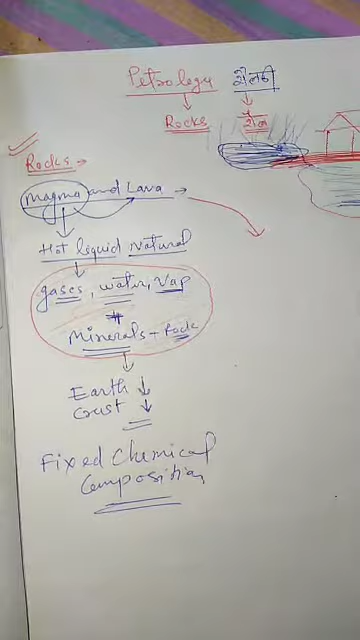 Petrology शैलकी
Rocks शैल
Rocks →
Magma and Lava →
Hot liquid Natural
gases, water, Vap
+
Minerals - Rock
Earth ↓
Crust ↓
Fixed Chemical
Composition